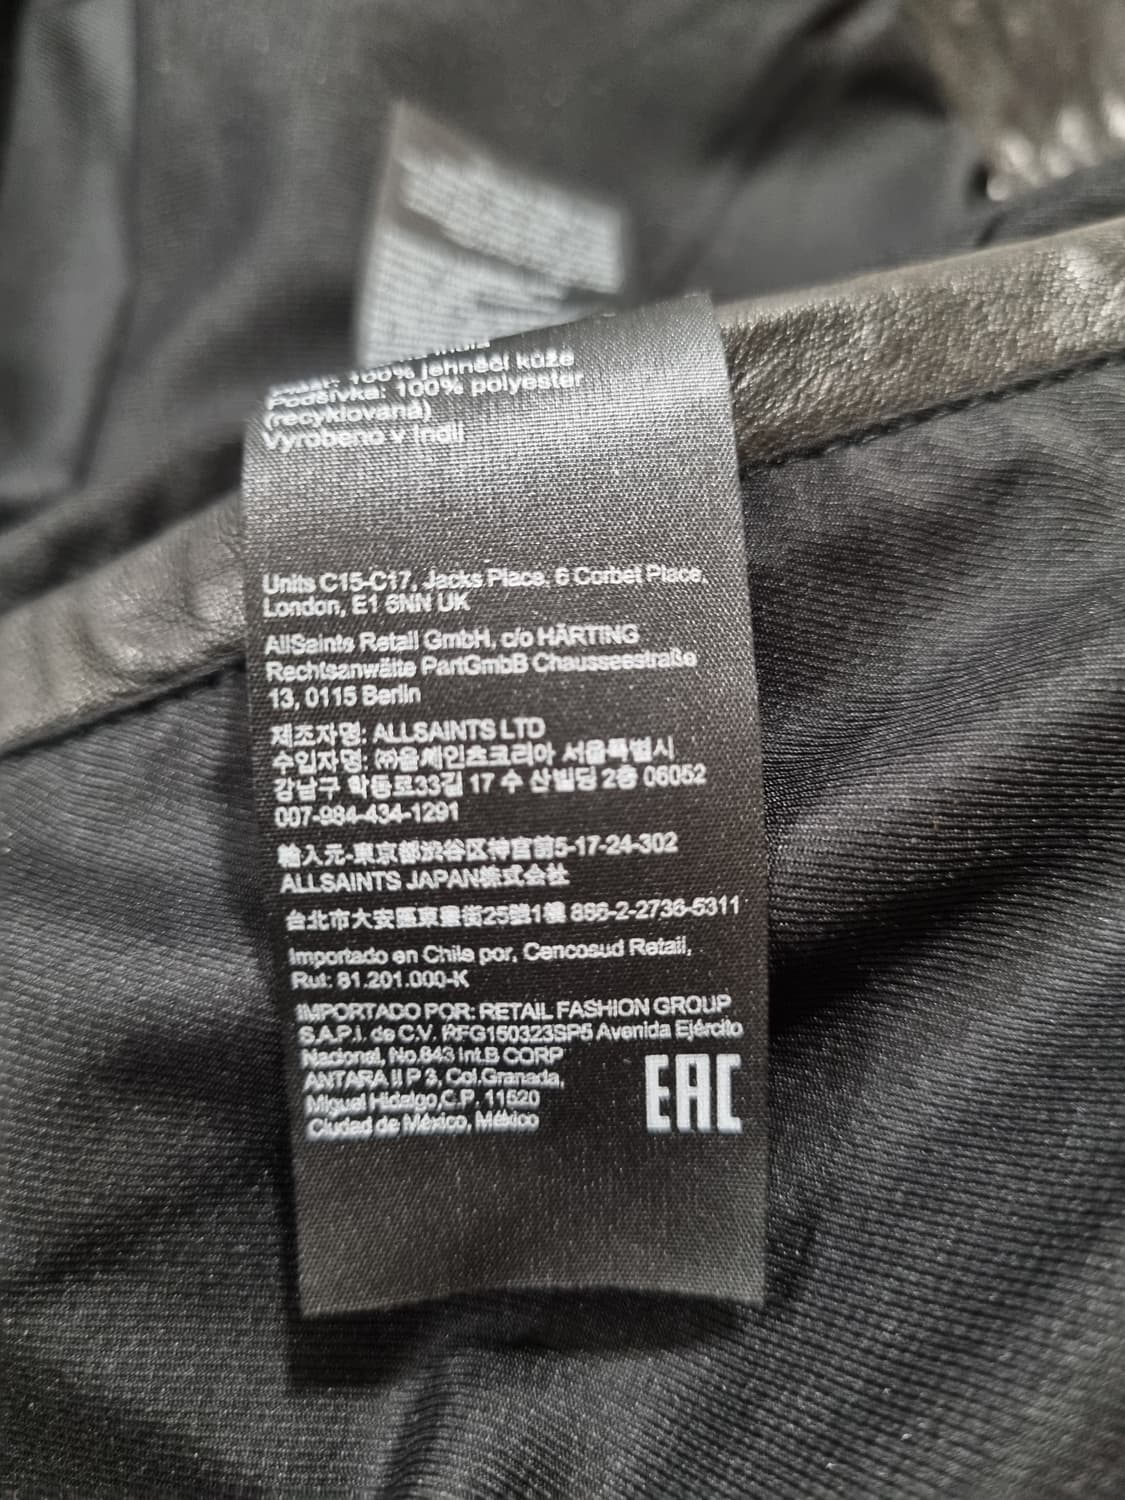 100% jehněčí kůže
Podšívka: 100% polyester
(recyklovaná)
Vyrobeno v Indii
Units C15-C17, Jacks Place, 6 Corbet Place,
London, E1 6NN UK
AllSaints Retail GmbH, c/o HÄRTING
Rechtsanwälte PartGmbB Chausseestraße
13, 0115 Berlin
제조자명: ALLSAINTS LTD
수입자명: ㈜올세인츠코리아 서울특별시
강남구 학동로33길 17 수 산빌딩 2층 06052
007-984-434-1291
輸入元-東京都渋谷区神宮前5-17-24-302
ALLSAINTS JAPAN株式会社
台北市大安區東豐街25號1樓 886-2-2736-5311
Importado en Chile por, Cencosud Retail,
Rut: 81.201.000-K
IMPORTADO POR: RETAIL FASHION GROUP
S.A.P.I. de C.V. RFG150323SP5 Avenida Ejército
Nacional, No.843 Int.B CORP
ANTARA II P 3, Col.Granada,
Miguel Hidalgo,C.P. 11520
Ciudad de México, México
EAC